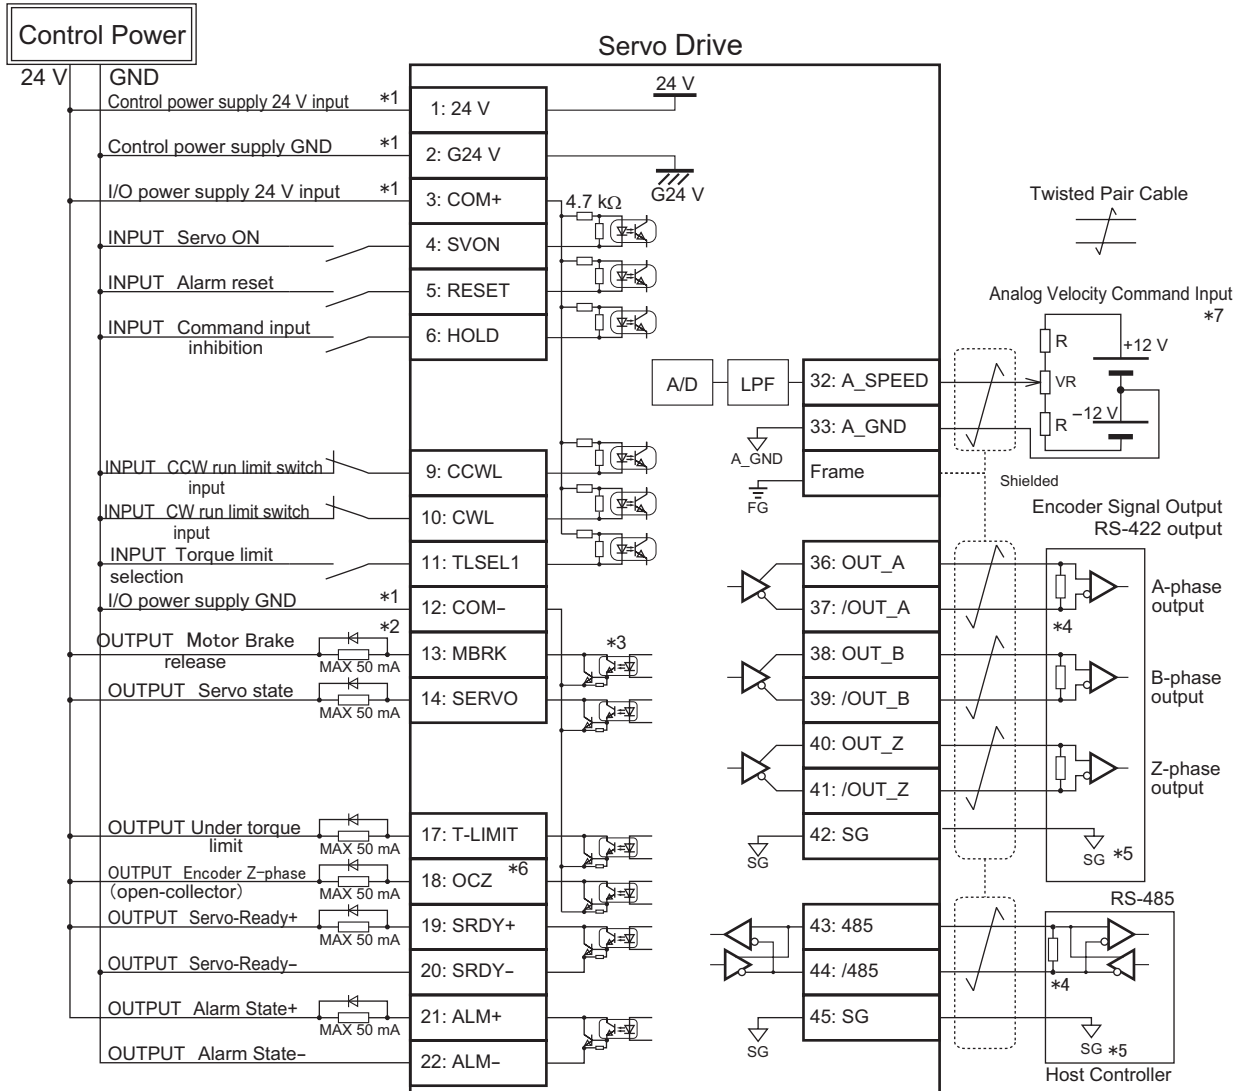 Control Power
Servo Drive
24 V
GND
Control power supply 24 V input *1
1: 24 V
24 V
Control power supply GND *1
2: G24 V
G24 V
I/O power supply 24 V input *1
3: COM+
4.7 kΩ
INPUT Servo ON
4: SVON
INPUT Alarm reset
5: RESET
INPUT Command input
inhibition
6: HOLD
INPUT CCW run limit switch
input
9: CCWL
INPUT CW run limit switch
input
10: CWL
INPUT Torque limit
selection
11: TLSEL1
I/O power supply GND *1
12: COM−
*2
OUTPUT Motor Brake
release
MAX 50 mA
13: MBRK
*3
OUTPUT Servo state
MAX 50 mA
14: SERVO
OUTPUT Under torque
limit
MAX 50 mA
17: T-LIMIT
OUTPUT Encoder Z−phase
(open-collector)
MAX 50 mA
18: OCZ *6
OUTPUT Servo-Ready+
MAX 50 mA
19: SRDY+
OUTPUT Servo-Ready−
20: SRDY−
OUTPUT Alarm State+
MAX 50 mA
21: ALM+
OUTPUT Alarm State−
22: ALM−
Twisted Pair Cable
Analog Velocity Command Input
*7
R
+12 V
VR
−12 V
R
A/D
LPF
32: A_SPEED
33: A_GND
A_GND
Frame
FG
Shielded
Encoder Signal Output
RS-422 output
36: OUT_A
37: /OUT_A
*4
A-phase
output
38: OUT_B
39: /OUT_B
B-phase
output
40: OUT_Z
41: /OUT_Z
Z-phase
output
42: SG
SG
SG *5
RS-485
43: 485
44: /485
*4
45: SG
SG
SG *5
Host Controller